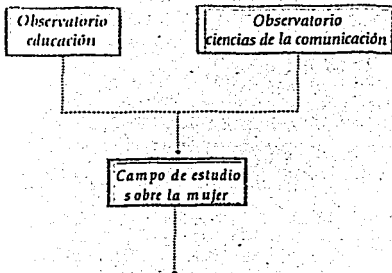 Observatorio
educación
Observatorio
ciencias de la comunicación
Campo de estudio
sobre la mujer